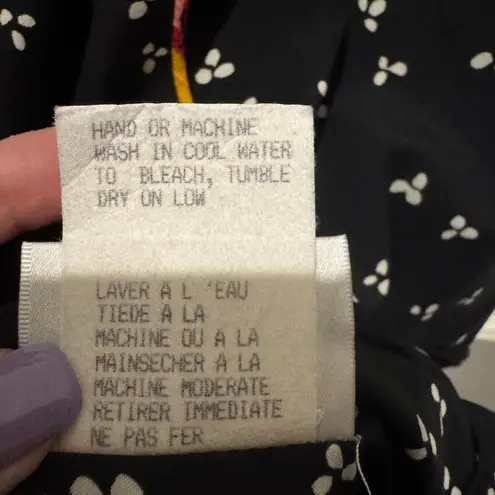 HAND OR MACHINE
WASH IN COOL WATER
TO BLEACH, TUMBLE
DRY ON LOW
LAVER A L 'EAU
TIEDE A LA
MACHINE OU A LA
MAINSECHER A LA
MACHINE MODERATE
RETIRER IMMEDIATE
NE PAS FER